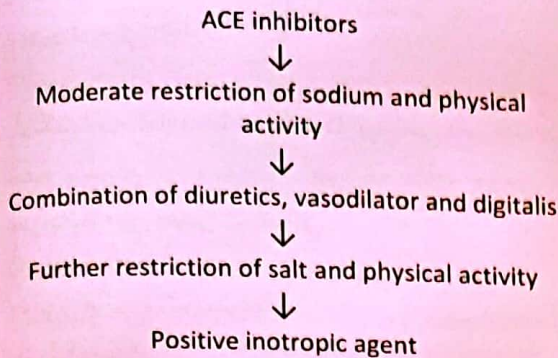 ACE inhibitors
↓
Moderate restriction of sodium and physical
activity
↓
Combination of diuretics, vasodilator and digitalis
↓
Further restriction of salt and physical activity
↓
Positive inotropic agent